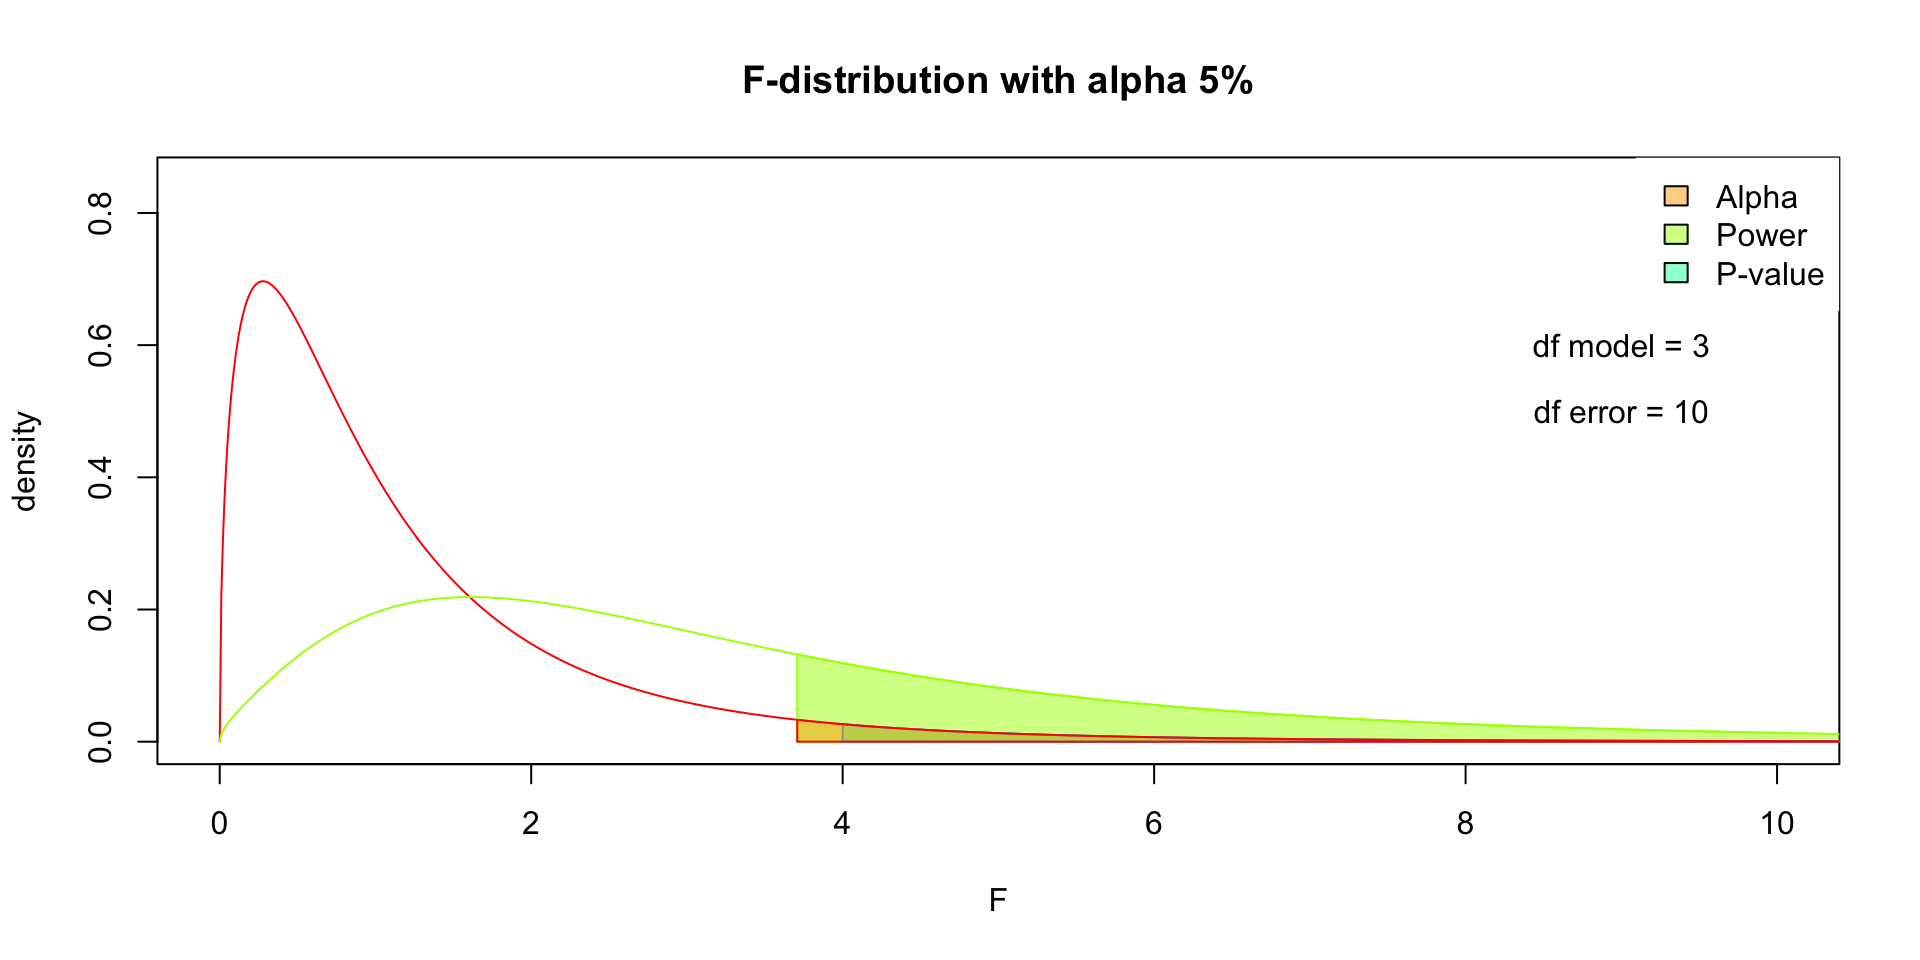 F-distribution with alpha 5%
Alpha
Power
P-value
df model = 3
df error = 10
density
0.8
0.6
0.4
0.2
0.0
0 2 4 6 8 10
F